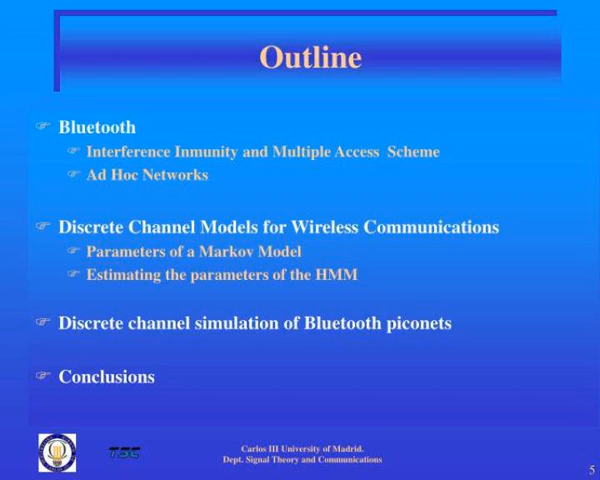 Outline
Bluetooth
Interference Inmunity and Multiple Access Scheme
Ad Hoc Networks
Discrete Channel Models for Wireless Communications
Parameters of a Markov Model
Estimating the parameters of the HMM
Discrete channel simulation of Bluetooth piconets
Conclusions
TSC
Carlos III University of Madrid.
Dept. Signal Theory and Communications
5